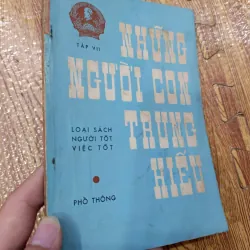 TẬP VII
NHỮNG
NGƯỜI CON
TRUNG
HIẾU
LOẠI SÁCH
NGƯỜI TỐT
VIỆC TỐT
PHỔ THÔNG